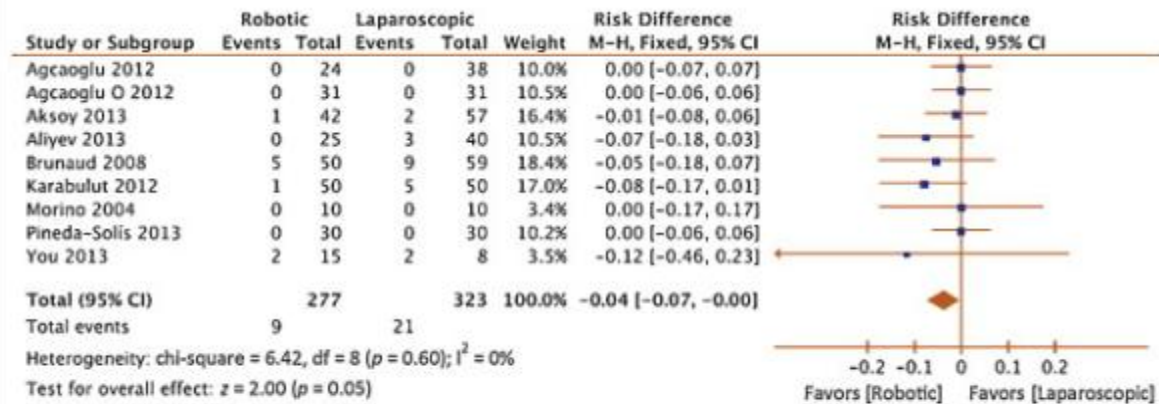 Robotic Laparoscopic Risk Difference Risk Difference
Study or Subgroup Events Total Events Total Weight M-H, Fixed, 95% CI M-H, Fixed, 95% CI
Agcaoglu 2012 0 24 0 38 10.0% 0.00 [-0.07, 0.07]
Agcaoglu O 2012 0 31 0 31 10.5% 0.00 [-0.06, 0.06]
Aksoy 2013 1 42 2 57 16.4% -0.01 [-0.08, 0.06]
Aliyev 2013 0 25 3 40 10.5% -0.07 [-0.18, 0.03]
Brunaud 2008 5 50 9 59 18.4% -0.05 [-0.18, 0.07]
Karabulut 2012 1 50 5 50 17.0% -0.08 [-0.17, 0.01]
Morino 2004 0 10 0 10 3.4% 0.00 [-0.17, 0.17]
Pineda-Solis 2013 0 30 0 30 10.2% 0.00 [-0.06, 0.06]
You 2013 2 15 2 8 3.5% -0.12 [-0.46, 0.23]
Total (95% CI) 277 323 100.0% -0.04 [-0.07, -0.00]
Total events 9 21
Heterogeneity: chi-square = 6.42, df = 8 (p = 0.60); I² = 0%
Test for overall effect: z = 2.00 (p = 0.05)
-0.2 -0.1 0 0.1 0.2
Favors [Robotic] Favors [Laparoscopic]